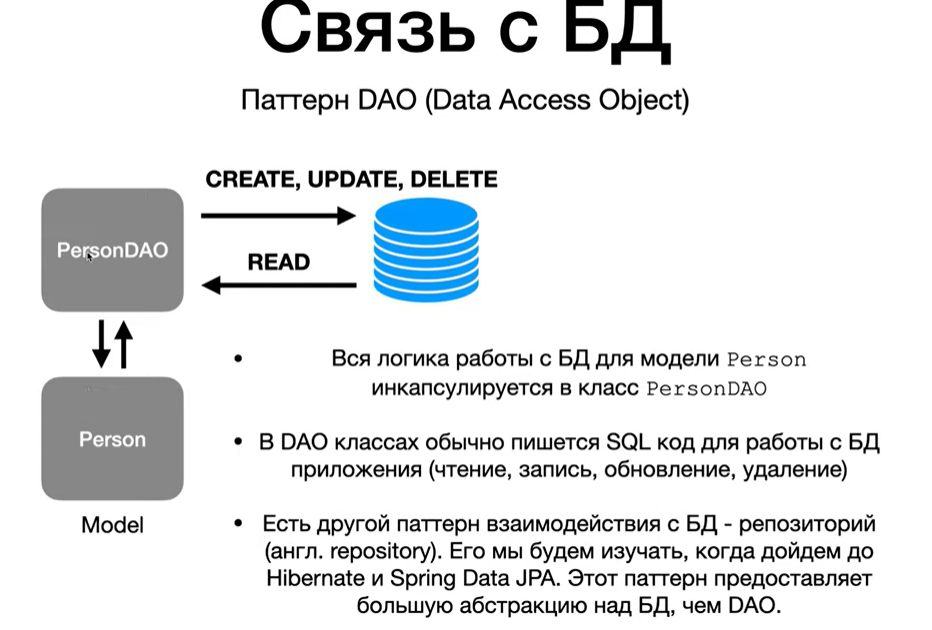 Связь с БД
Паттерн DAO (Data Access Object)
CREATE, UPDATE, DELETE
PersonDAO
READ
Person
Model
• Вся логика работы с БД для модели Person
инкапсулируется в класс PersonDAO
• В DAO классах обычно пишется SQL код для работы с БД
приложения (чтение, запись, обновление, удаление)
• Есть другой паттерн взаимодействия с БД - репозиторий
(англ. repository). Его мы будем изучать, когда дойдем до
Hibernate и Spring Data JPA. Этот паттерн предоставляет
большую абстракцию над БД, чем DAO.